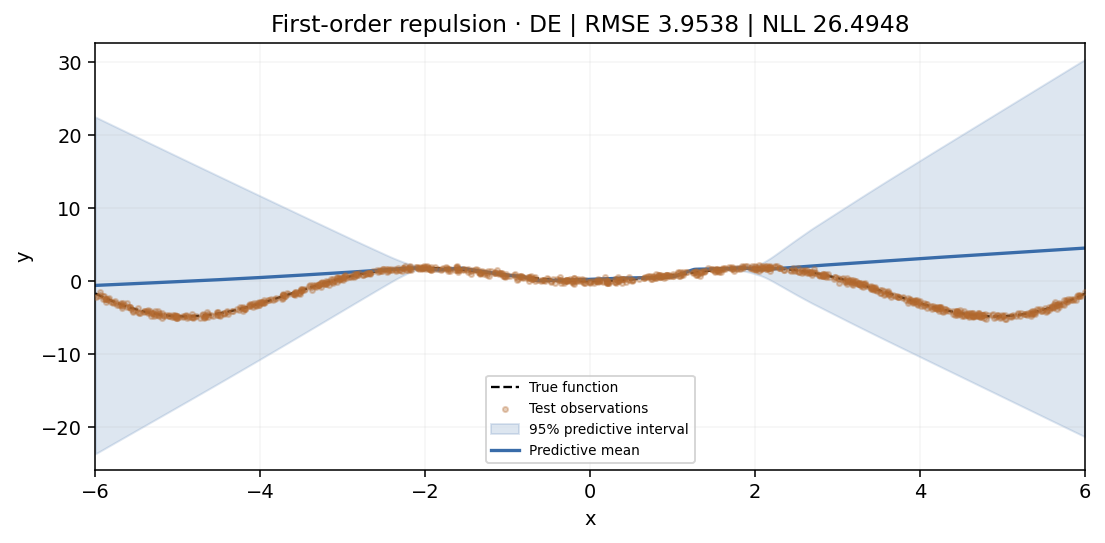 First-order repulsion · DE | RMSE 3.9538 | NLL 26.4948
30
20
10
0
−10
−20
y
−6
−4
−2
0
2
4
6
x
True function
Test observations
95% predictive interval
Predictive mean